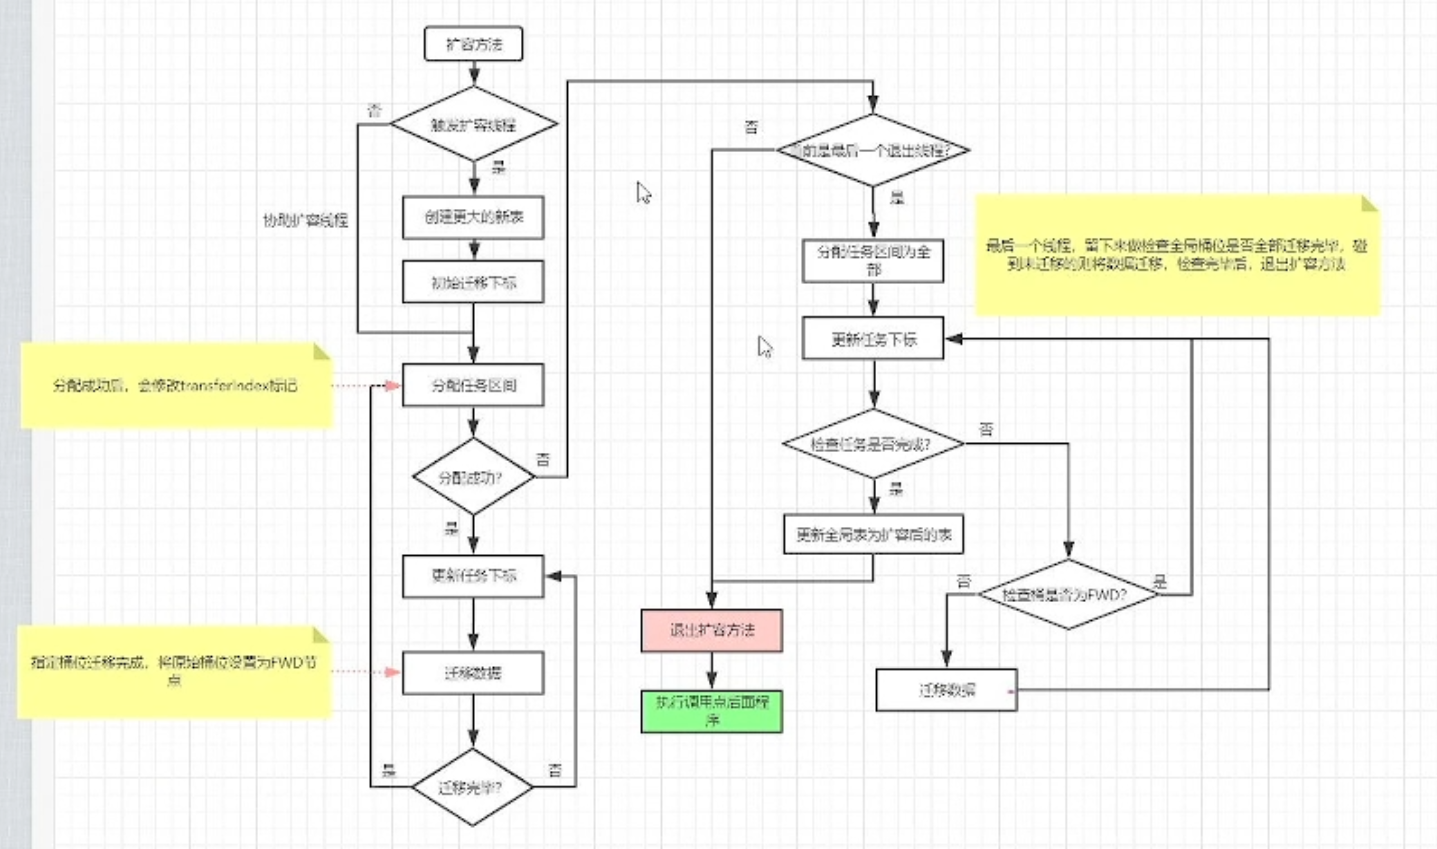 扩容方法
触发扩容线程
否
是
创建更大的新表
协助扩容线程
初始迁移下标
分配成功后，会修改transferIndex标记
分配任务区间
分配成功?
否
是
更新任务下标
指定桶位迁移完成，将原始桶位设置为FWD节
点
迁移数据
迁移完毕?
是
否
当前是最后一个退出线程?
否
是
最后一个线程，留下来做检查全局桶位是否全部迁移完毕，碰
到未迁移的则将数据迁移，检查完毕后，退出扩容方法
分配任务区间为全
部
更新任务下标
检查任务是否完成?
否
是
更新全局表为扩容后的表
检查桶是否为FWD?
否
是
迁移数据
退出扩容方法
执行调用点后面程
序